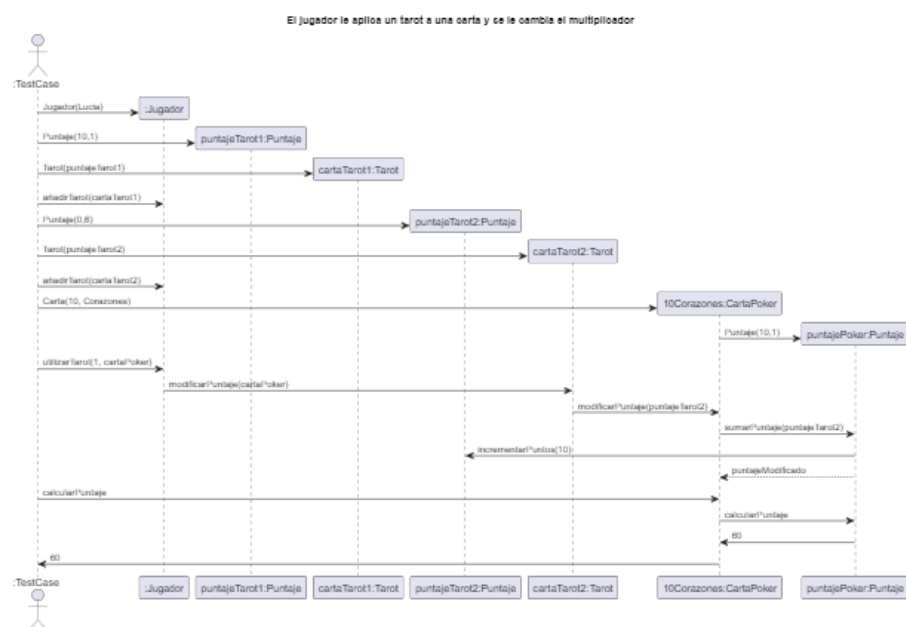 El jugador le aplica un tarot a una carta y se le cambia el multiplicador
:TestCase
Jugador(Lucia)
:Jugador
Puntaje(10,1)
puntajeTarot1:Puntaje
Tarot(puntajeTarot1)
cartaTarot1:Tarot
añadirTarot(cartaTarot1)
Puntaje(0,6)
puntajeTarot2:Puntaje
Tarot(puntajeTarot2)
cartaTarot2:Tarot
añadirTarot(cartaTarot2)
Carta(10, Corazones)
10Corazones:CartaPoker
Puntaje(10,1)
puntajePoker:Puntaje
utilizarTarot(1, cartaPoker)
modificarPuntaje(cartaPoker)
modificarPuntaje(puntajeTarot2)
sumarPuntaje(puntajeTarot2)
incrementarPuntos(10)
puntajeModificado
calcularPuntaje
calcularPuntaje
60
60
:TestCase
:Jugador
puntajeTarot1:Puntaje
cartaTarot1:Tarot
puntajeTarot2:Puntaje
cartaTarot2:Tarot
10Corazones:CartaPoker
puntajePoker:Puntaje